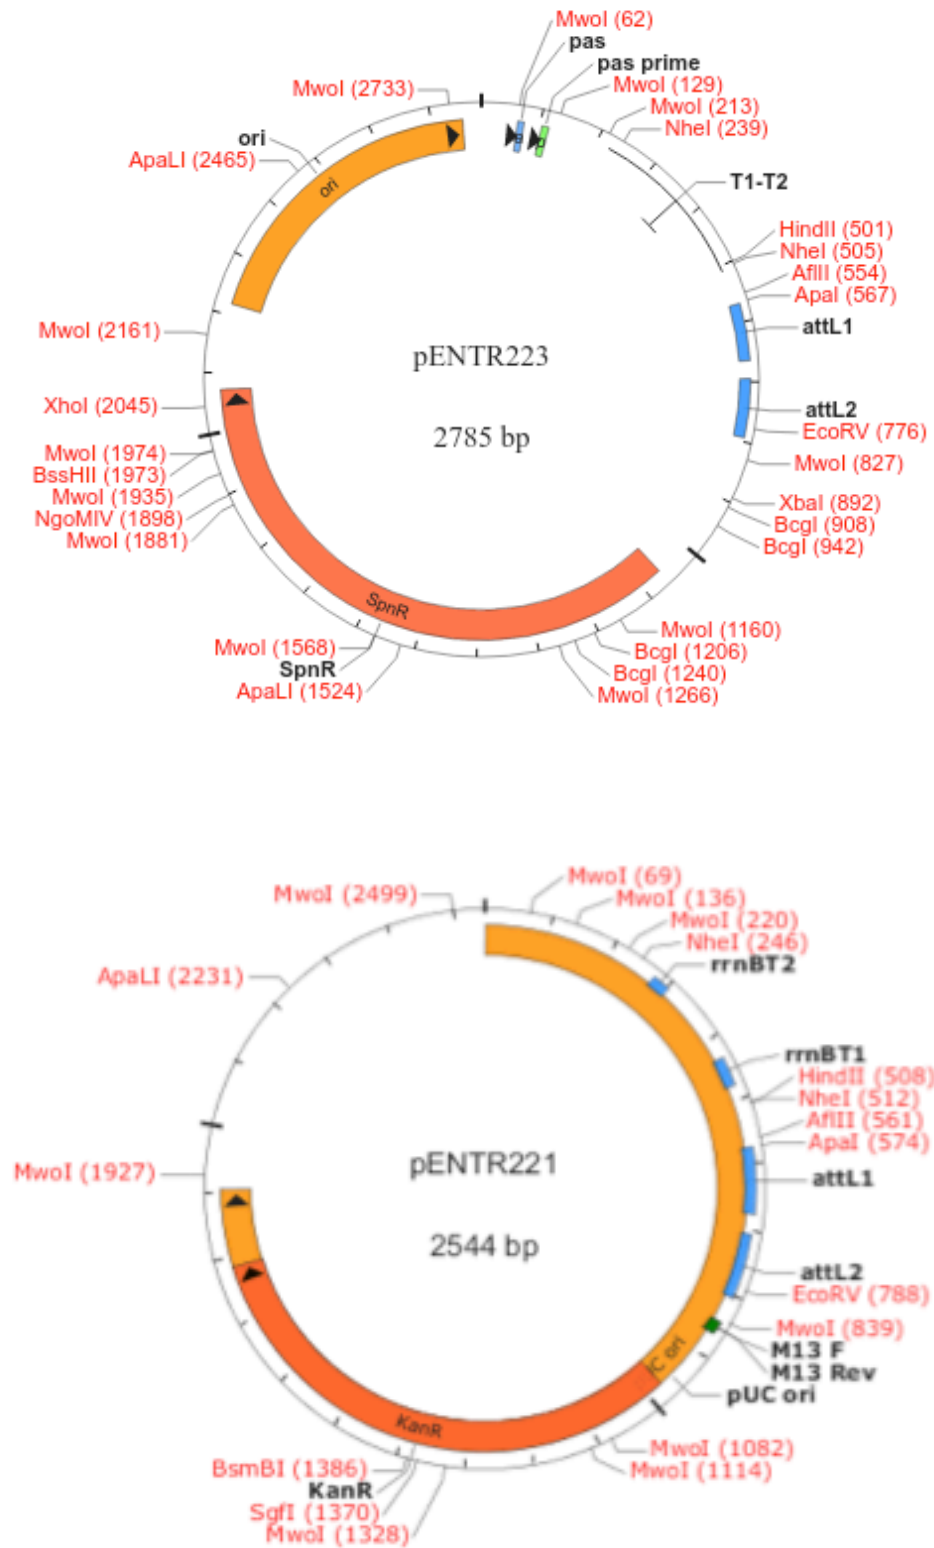 MwoI (62)
pas
pas prime
MwoI (2733)
MwoI (129)
MwoI (213)
NheI (239)
ori
ApaLI (2465)
ori
T1-T2
HindII (501)
NheI (505)
AflII (554)
ApaI (567)
attL1
MwoI (2161)
pENTR223
XhoI (2045)
attL2
2785 bp
EcoRV (776)
MwoI (1974)
MwoI (827)
BssHII (1973)
MwoI (1935)
XbaI (892)
NgoMIV (1898)
BcgI (908)
MwoI (1881)
BcgI (942)
SpnR
MwoI (1160)
MwoI (1568)
BcgI (1206)
SpnR
BcgI (1240)
ApaLI (1524)
MwoI (1266)
MwoI (69)
MwoI (2499)
MwoI (136)
MwoI (220)
NheI (246)
rrnBT2
ApaLI (2231)
rrnBT1
HindII (508)
NheI (512)
AflII (561)
ApaI (574)
pENTR221
MwoI (1927)
attL1
2544 bp
attL2
EcoRV (788)
MwoI (839)
M13 F
M13 Rev
C ori
pUC ori
KanR
MwoI (1082)
BsmBI (1386)
MwoI (1114)
KanR
SgfI (1370)
MwoI (1328)